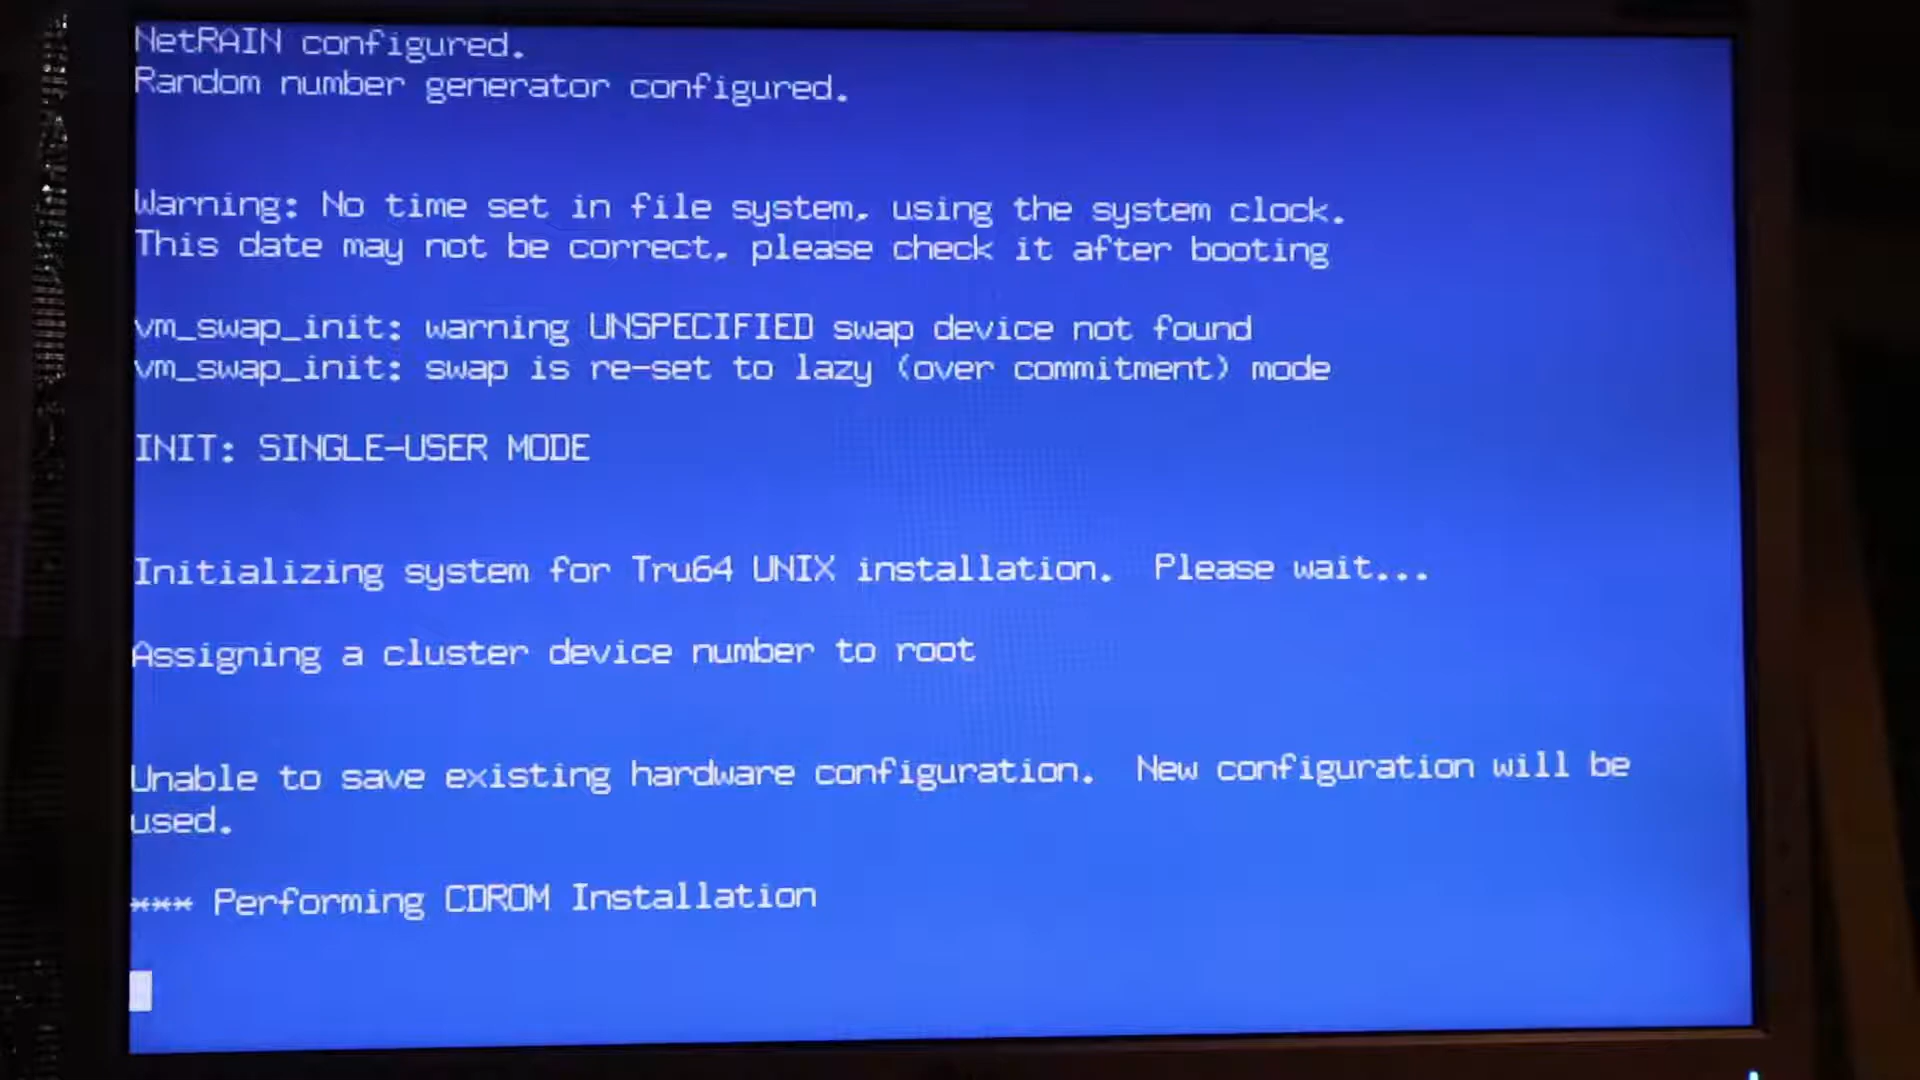 NetRAIN configured.
Random number generator configured.
Warning: No time set in file system, using the system clock.
This date may not be correct, please check it after booting
vm_swap_init: warning UNSPECIFIED swap device not found
vm_swap_init: swap is re-set to lazy (over commitment) mode
INIT: SINGLE-USER MODE
Initializing system for Tru64 UNIX installation.  Please wait...
Assigning a cluster device number to root
Unable to save existing hardware configuration.  New configuration will be
used.
*** Performing CDROM Installation